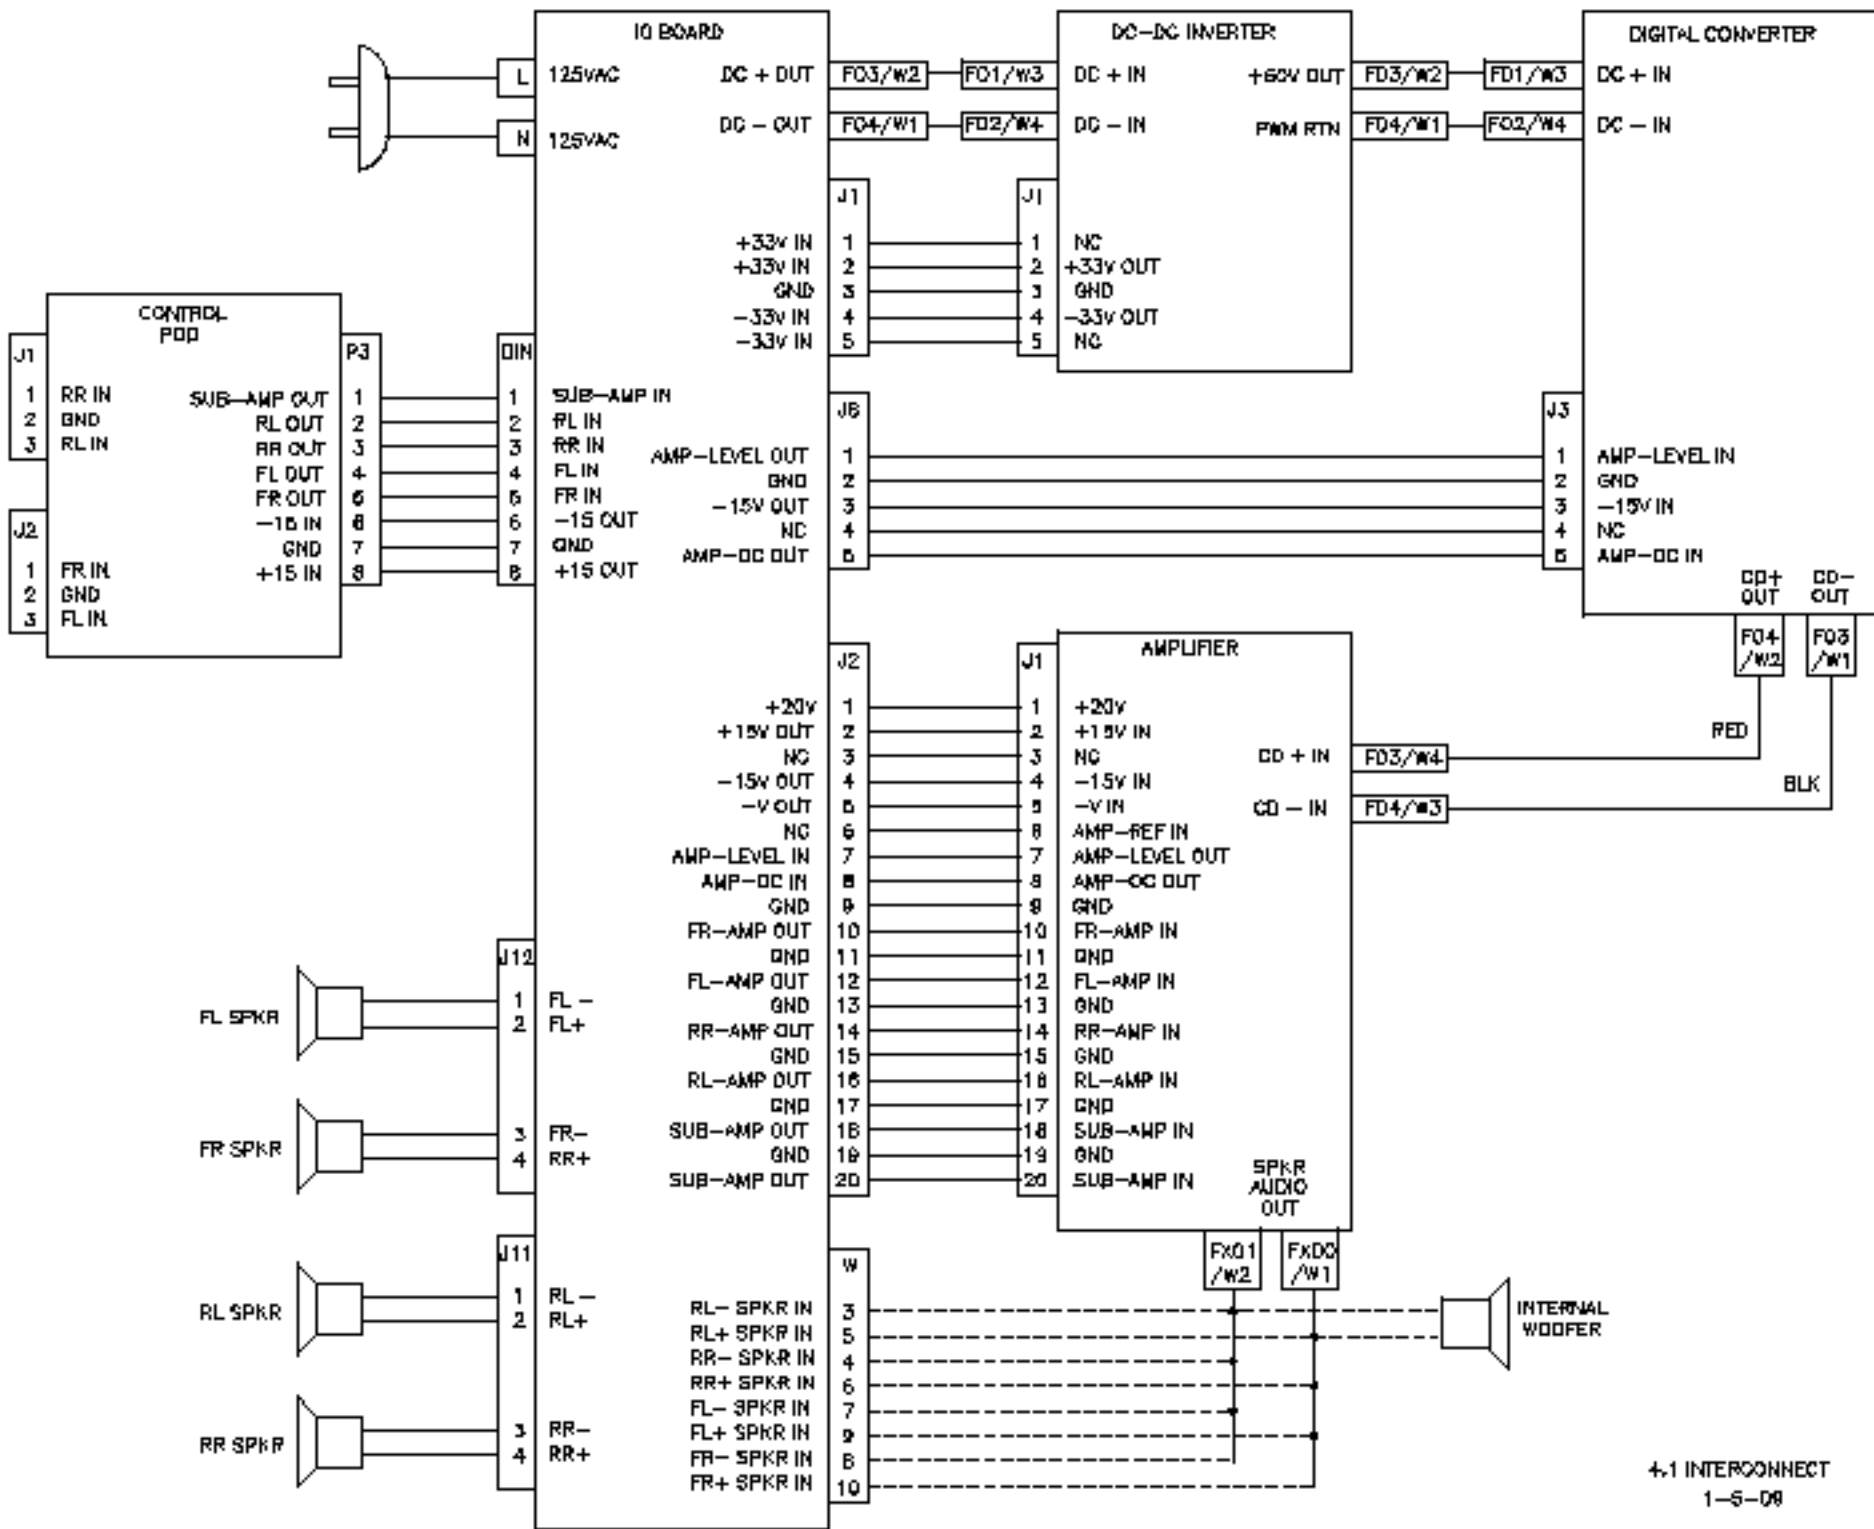 IO BOARD
L 125VAC
N 125VAC
DC + OUT FO3/W2
DC - OUT FO4/W1
J1
+33V IN 1
+33V IN 2
GND 3
-33V IN 4
-33V IN 5
DC-DC INVERTER
FO1/W3 DC + IN
FO2/W4 DC - IN
+60V OUT FO3/W2
PWM RTN FO4/W1
J1
1 NC
2 +33V OUT
3 GND
4 -33V OUT
5 NC
DIGITAL CONVERTER
FO1/W3 DC + IN
FO2/W4 DC - IN
CONTROL
POD
J1
1 RR IN
2 GND
3 RL IN
J2
1 FR IN
2 GND
3 FL IN
P3
SUB-AMP OUT 1
RL OUT 2
RR OUT 3
FL OUT 4
FR OUT 5
-15 IN 6
GND 7
+15 IN 8
DIN
1 SUB-AMP IN
2 RL IN
3 RR IN
4 FL IN
5 FR IN
6 -15 OUT
7 GND
8 +15 OUT
J6
AMP-LEVEL OUT 1
GND 2
-15V OUT 3
NC 4
AMP-OC OUT 5
J3
1 AMP-LEVEL IN
2 GND
3 -15V IN
4 NC
5 AMP-OC IN
CD+
OUT
CD-
OUT
FO4
/W2
FO3
/W1
RED
BLK
J2
+20V 1
+15V OUT 2
NC 3
-15V OUT 4
-V OUT 5
NC 6
AMP-LEVEL IN 7
AMP-OC IN 8
GND 9
FR-AMP OUT 10
GND 11
FL-AMP OUT 12
GND 13
RR-AMP OUT 14
GND 15
RL-AMP OUT 16
GND 17
SUB-AMP OUT 18
GND 19
SUB-AMP OUT 20
AMPLIFIER
J1
1 +20V
2 +15V IN
3 NC
4 -15V IN
5 -V IN
6 AMP-REF IN
7 AMP-LEVEL OUT
8 AMP-OC OUT
9 GND
10 FR-AMP IN
11 GND
12 FL-AMP IN
13 GND
14 RR-AMP IN
15 GND
16 RL-AMP IN
17 GND
18 SUB-AMP IN
19 GND
20 SUB-AMP IN
CD + IN FO3/W4
CD - IN FO4/W3
SPKR
AUDIO
OUT
FXO1
/W2
FXOO
/W1
J12
FL SPKR
1 FL -
2 FL+
FR SPKR
3 FR-
4 RR+
J11
RL SPKR
1 RL -
2 RL+
RR SPKR
3 RR-
4 RR+
W
RL- SPKR IN 3
RL+ SPKR IN 5
RR- SPKR IN 4
RR+ SPKR IN 6
FL- SPKR IN 7
FL+ SPKR IN 9
FR- SPKR IN 8
FR+ SPKR IN 10
INTERNAL
WOOFER
4.1 INTERCONNECT
1-5-09